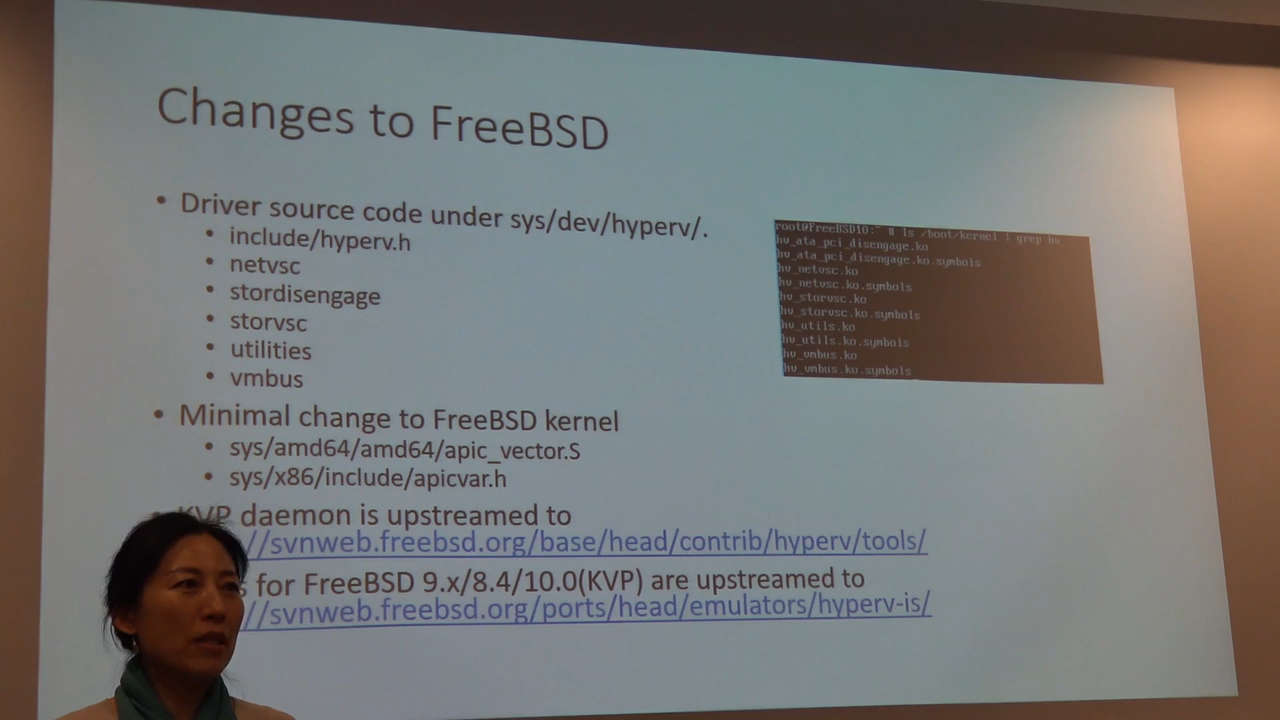 Changes to FreeBSD
• Driver source code under sys/dev/hyperv/.
• include/hyperv.h
• netvsc
• stordisengage
• storvsc
• utilities
• vmbus
• Minimal change to FreeBSD kernel
• sys/amd64/amd64/apic_vector.S
• sys/x86/include/apicvar.h
KVP daemon is upstreamed to
//svnweb.freebsd.org/base/head/contrib/hyperv/tools/
for FreeBSD 9.x/8.4/10.0(KVP) are upstreamed to
//svnweb.freebsd.org/ports/head/emulators/hyperv-is/
root@FreeBSD10:~ # ls /boot/kernel | grep hv
hv_ata_pci_disengage.ko
hv_ata_pci_disengage.ko.symbols
hv_netvsc.ko
hv_netvsc.ko.symbols
hv_storvsc.ko
hv_storvsc.ko.symbols
hv_utils.ko
hv_utils.ko.symbols
hv_vmbus.ko
hv_vmbus.ko.symbols